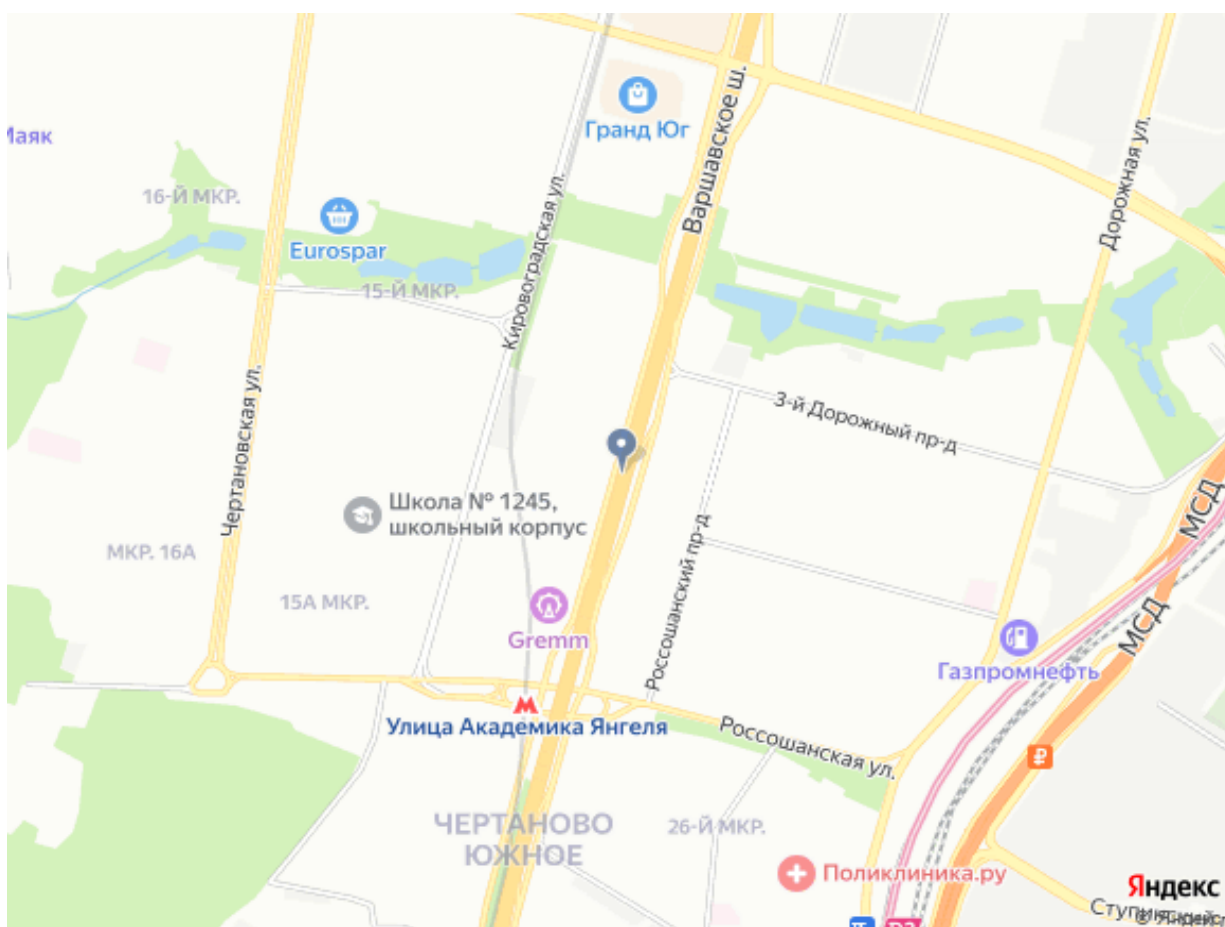 Гранд Юг
Варшавское ш.
Дорожная ул.
16-Й МКР.
Eurospar
Кировоградская ул.
15-Й МКР.
3-й Дорожный пр-д
Чертановская ул.
Школа № 1245,
школьный корпус
МСД
МКР. 16А
Россошанский пр-д
15А МКР.
Gremm
МСД
Газпромнефть
Улица Академика Янгеля
Россошанская ул.
ЧЕРТАНОВО
ЮЖНОЕ
26-Й МКР.
Поликлиника.ру
Яндекс